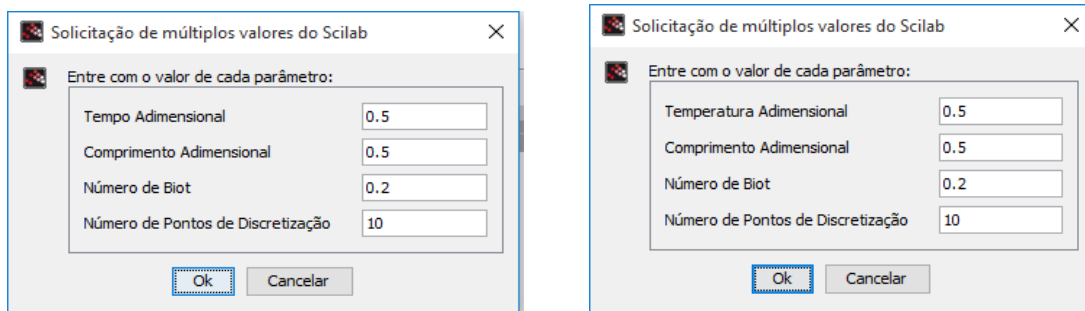 Solicitação de múltiplos valores do Scilab
Entre com o valor de cada parâmetro:
Tempo Adimensional 0.5
Comprimento Adimensional 0.5
Número de Biot 0.2
Número de Pontos de Discretização 10
Ok Cancelar
Solicitação de múltiplos valores do Scilab
Entre com o valor de cada parâmetro:
Temperatura Adimensional 0.5
Comprimento Adimensional 0.5
Número de Biot 0.2
Número de Pontos de Discretização 10
Ok Cancelar